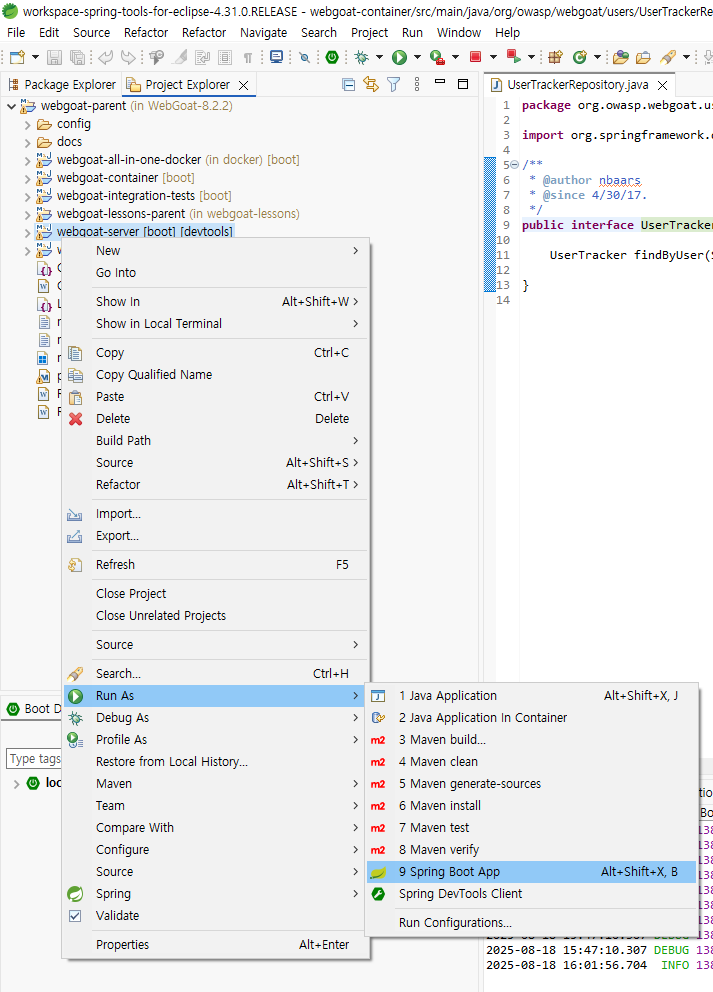 workspace-spring-tools-for-eclipse-4.31.0.RELEASE - webgoat-container/src/main/java/org/owasp/webgoat/users/UserTrackerRe
File Edit Source Refactor Refactor Navigate Search Project Run Window Help
Package Explorer Project Explorer
webgoat-parent (in WebGoat-8.2.2)
config
docs
webgoat-all-in-one-docker (in docker) [boot]
webgoat-container [boot]
webgoat-integration-tests [boot]
webgoat-lessons-parent (in webgoat-lessons)
webgoat-server [boot] [devtools]
UserTrackerRepository.java
1 package org.owasp.webgoat.us
2
3 import org.springframework.
4
5 /**
6 * @author nbaars
7 * @since 4/30/17.
8 */
9 public interface UserTracker
10
11 UserTracker findByUser(S
12
13 }
14
New
Go Into
Show In Alt+Shift+W
Show in Local Terminal
Copy Ctrl+C
Copy Qualified Name
Paste Ctrl+V
Delete Delete
Build Path
Source Alt+Shift+S
Refactor Alt+Shift+T
Import...
Export...
Refresh F5
Close Project
Close Unrelated Projects
Source
Search... Ctrl+H
Run As
Debug As
Profile As
Restore from Local History...
Maven
Team
Compare With
Configure
Source
Spring
Validate
Properties Alt+Enter
1 Java Application Alt+Shift+X, J
2 Java Application In Container
m2 3 Maven build...
m2 4 Maven clean
m2 5 Maven generate-sources
m2 6 Maven install
m2 7 Maven test
m2 8 Maven verify
9 Spring Boot App Alt+Shift+X, B
Spring DevTools Client
Run Configurations...
Boot D
Type tags
loc
2025-08-18 15:47:10.307 DEBUG 138
2025-08-18 16:01:56.704 INFO 138